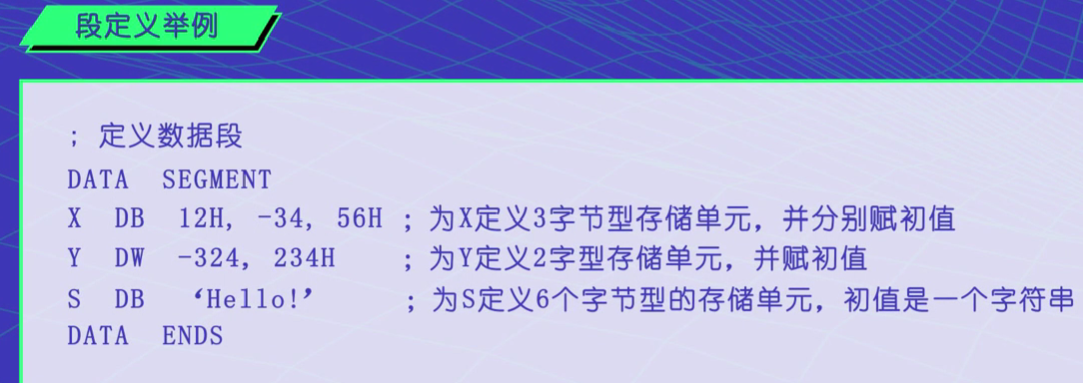 段定义举例
; 定义数据段
DATA SEGMENT
X DB 12H, -34, 56H ; 为X定义3字节型存储单元，并分别赋初值
Y DW -324, 234H ; 为Y定义2字型存储单元，并赋初值
S DB ‘Hello!’ ; 为S定义6个字节型的存储单元，初值是一个字符串
DATA ENDS